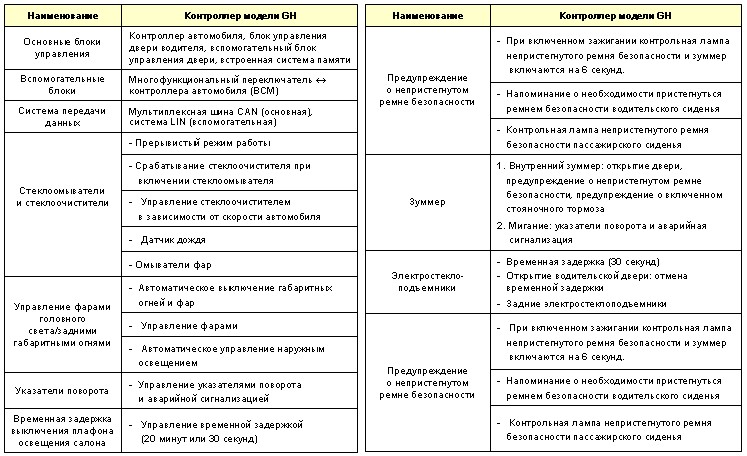 Наименование
Контроллер модели GH
Основные блоки
управления
Контроллер автомобиля, блок управления
двери водителя, вспомогательный блок
управления двери, встроенная система памяти
Вспомогательные
блоки
Многофункциональный переключатель ↔
контроллера автомобиля (BCM)
Система передачи
данных
Мультиплексная шина CAN (основная),
система LIN (вспомогательная)
Стеклоомыватели
и стеклоочистители
- Прерывистый режим работы
- Срабатывание стеклоочистителя при
включении стеклоомывателя
- Управление стеклоочистителем
в зависимости от скорости автомобиля
- Датчик дождя
- Омыватели фар
Управление фарами
головного
света/задними
габаритными огнями
- Автоматическое выключение габаритных
огней и фар
- Управление фарами
- Автоматическое управление наружным
освещением
Указатели поворота
- Управление указателями поворота
и аварийной сигнализацией
Временная задержка
выключения плафона
освещения салона
- Управление временной задержкой
(20 минут или 30 секунд)
Наименование
Контроллер модели GH
Предупреждение
о непристегнутом
ремне безопасности
- При включенном зажигании контрольная лампа
непристегнутого ремня безопасности и зуммер
включаются на 6 секунд.
- Напоминание о необходимости пристегнуться
ремнем безопасности водительского сиденья
- Контрольная лампа непристегнутого ремня
безопасности пассажирского сиденья
Зуммер
1. Внутренний зуммер: открытие двери,
предупреждение о непристегнутом ремне
безопасности, предупреждение о включенном
стояночного тормоза
2. Мигание: указатели поворота и аварийная
сигнализация
Электростекло-
подъемники
- Временная задержка (30 секунд)
- Открытие водительской двери: отмена
временной задержки
- Задние электростеклоподъемники
Предупреждение
о непристегнутом
ремне безопасности
- При включенном зажигании контрольная лампа
непристегнутого ремня безопасности и зуммер
включаются на 6 секунд.
- Напоминание о необходимости пристегнуться
ремнем безопасности водительского сиденья
- Контрольная лампа непристегнутого ремня
безопасности пассажирского сиденья